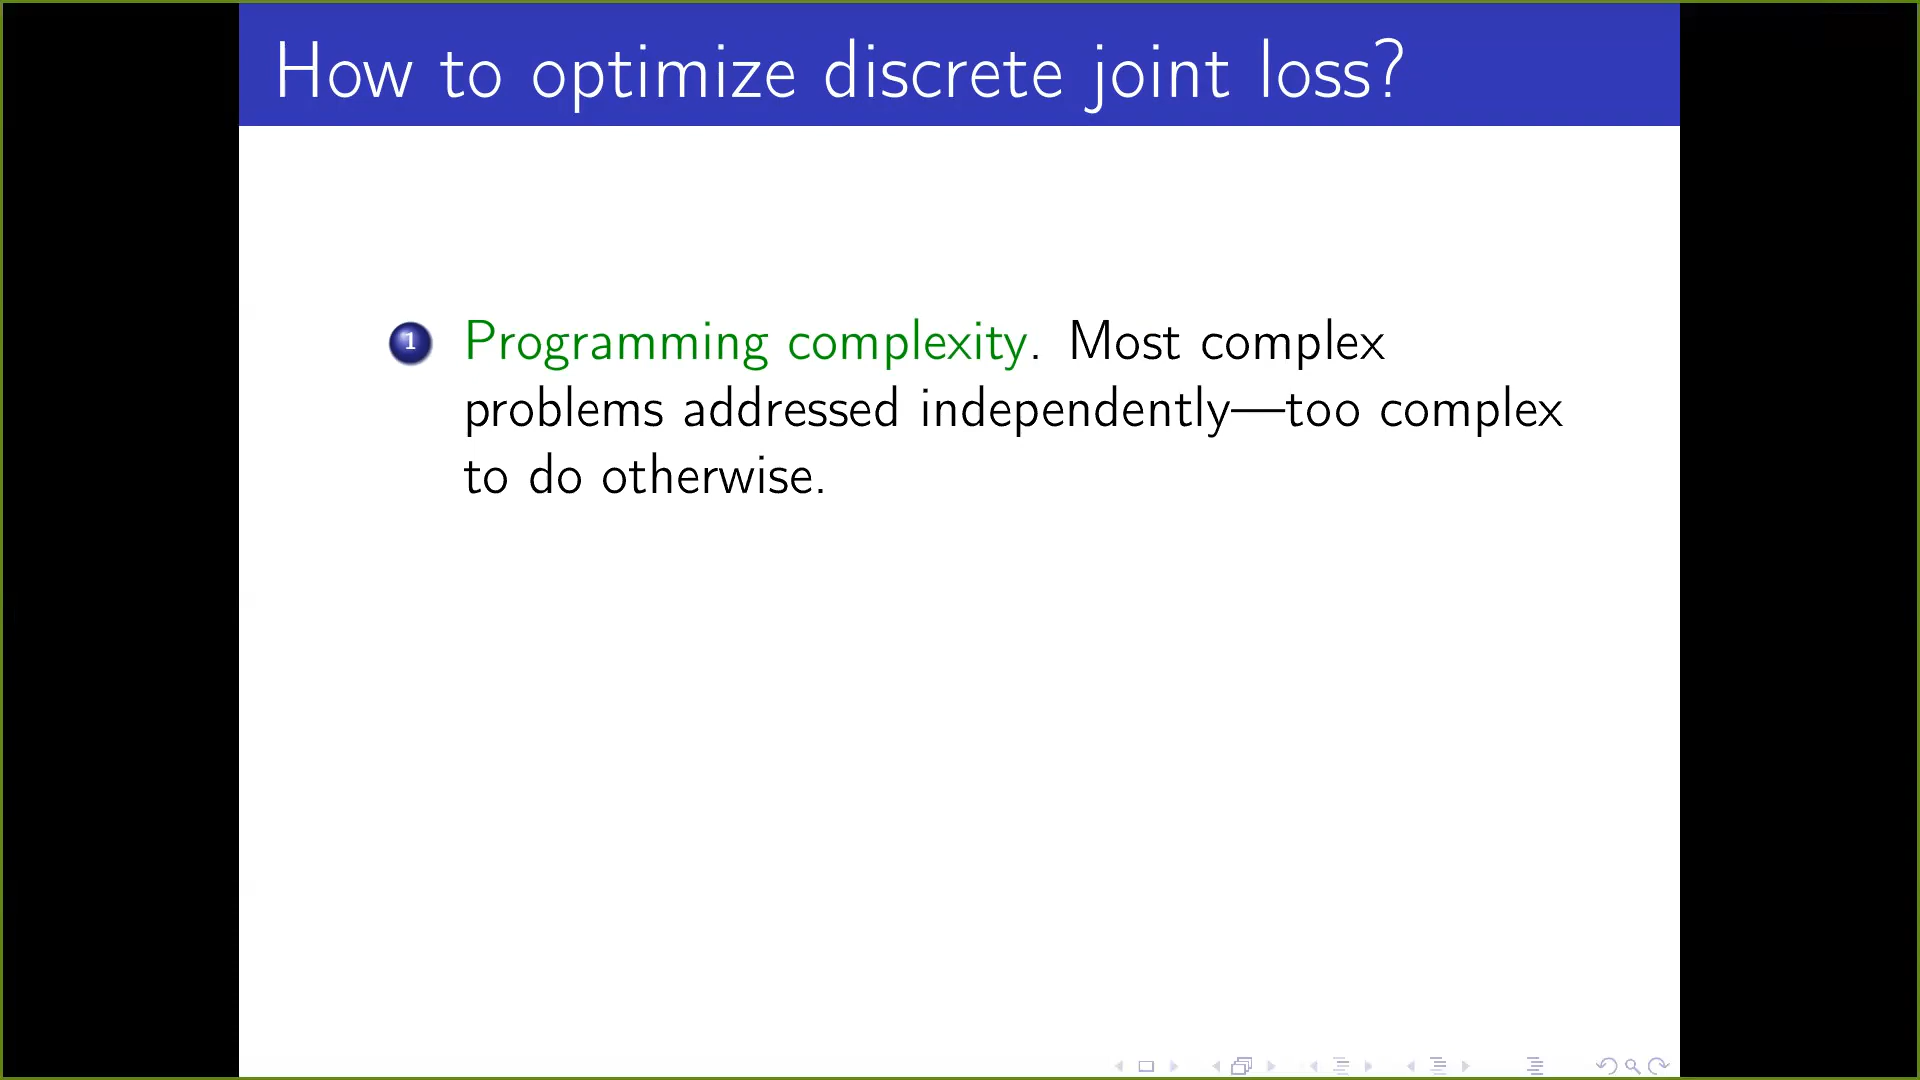 How to optimize discrete joint loss?
1 Programming complexity. Most complex
problems addressed independently—too complex
to do otherwise.